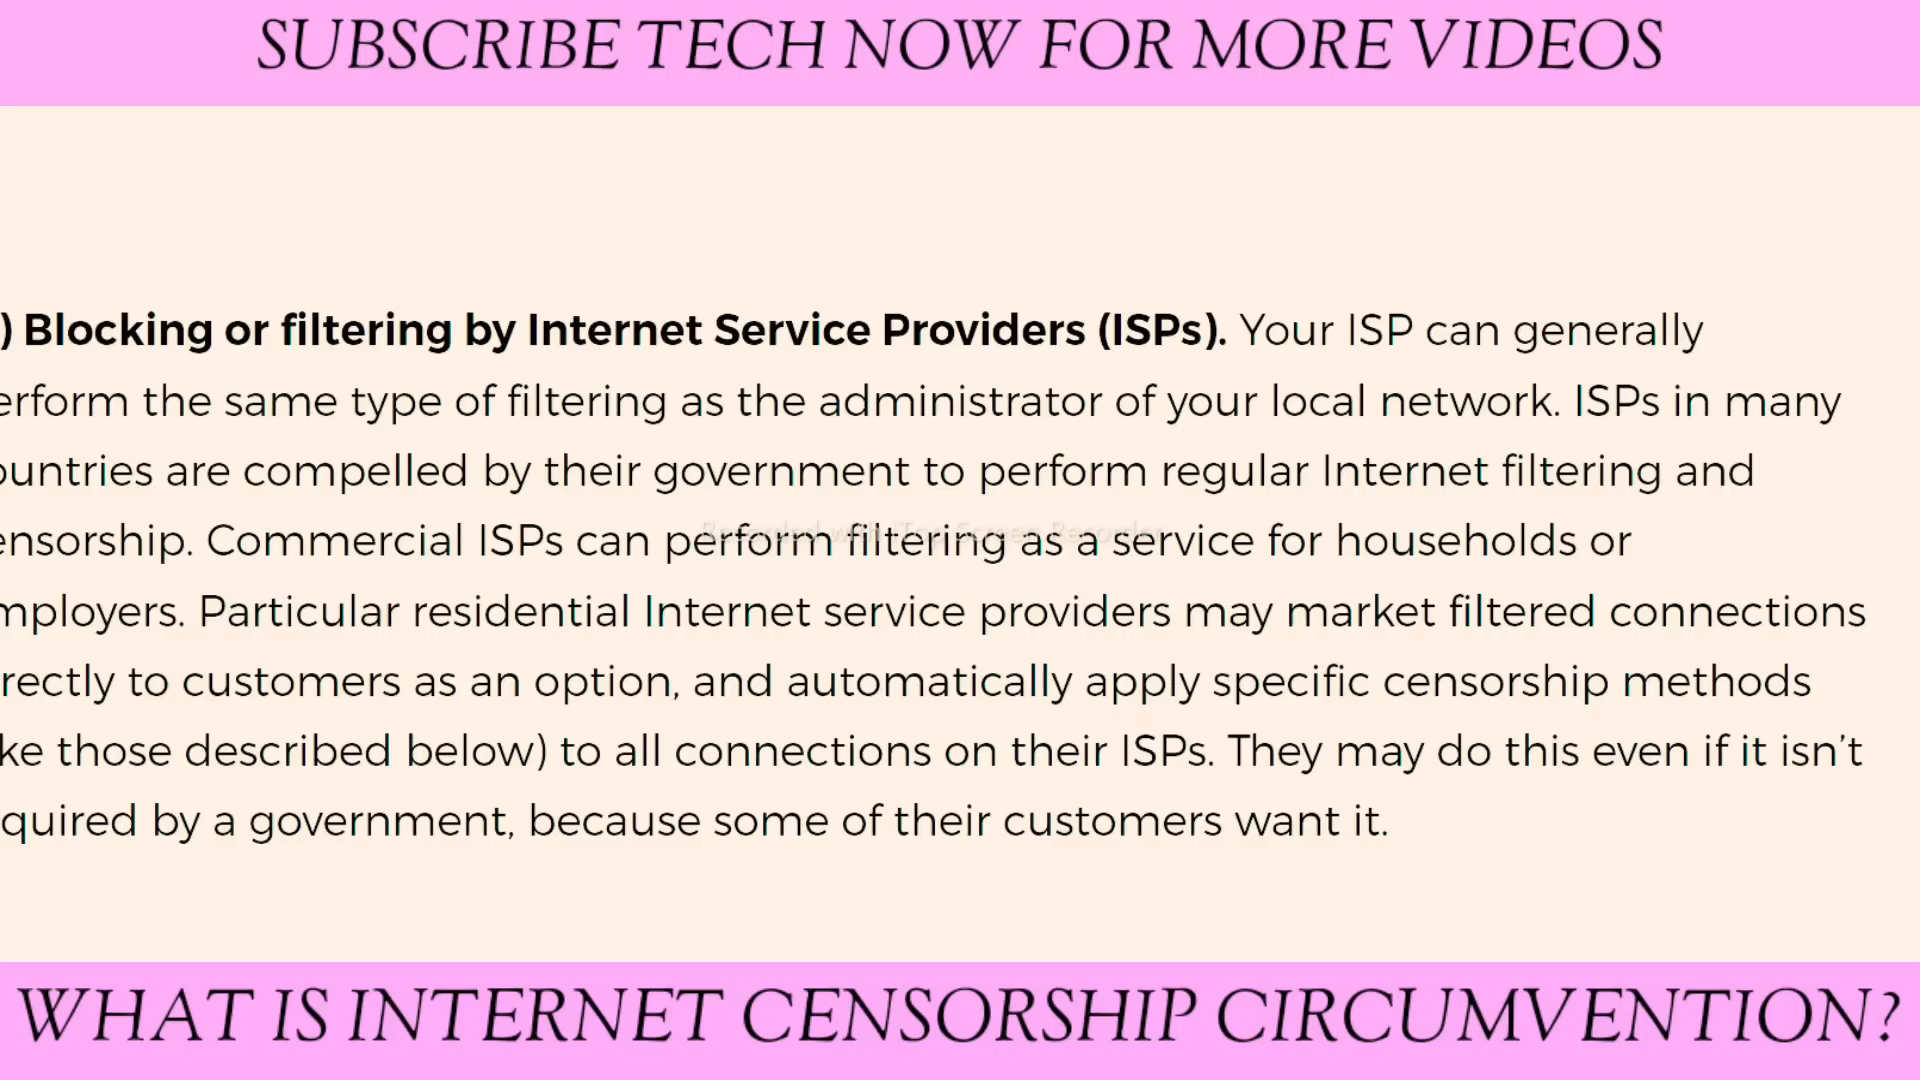 SUBSCRIBE TECH NOW FOR MORE VIDEOS
) Blocking or filtering by Internet Service Providers (ISPs). Your ISP can generally
erform the same type of filtering as the administrator of your local network. ISPs in many
ountries are compelled by their government to perform regular Internet filtering and
ensorship. Commercial ISPs can perform filtering as a service for households or
Recorded with iTop Screen Recorder
mployers. Particular residential Internet service providers may market filtered connections
rectly to customers as an option, and automatically apply specific censorship methods
ke those described below) to all connections on their ISPs. They may do this even if it isn’t
quired by a government, because some of their customers want it.
WHAT IS INTERNET CENSORSHIP CIRCUMVENTION?